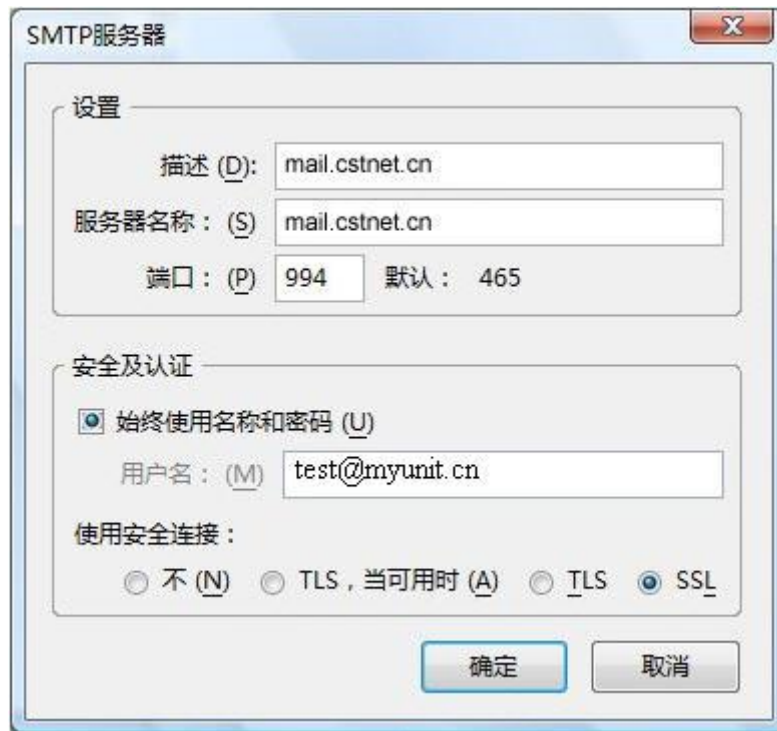 SMTP服务器
设置
描述 (D): mail.cstnet.cn
服务器名称：(S) mail.cstnet.cn
端口：(P) 994 默认： 465
安全及认证
始终使用名称和密码 (U)
用户名：(M) test@myunit.cn
使用安全连接：
不 (N) TLS，当可用时 (A) TLS SSL
确定 取消